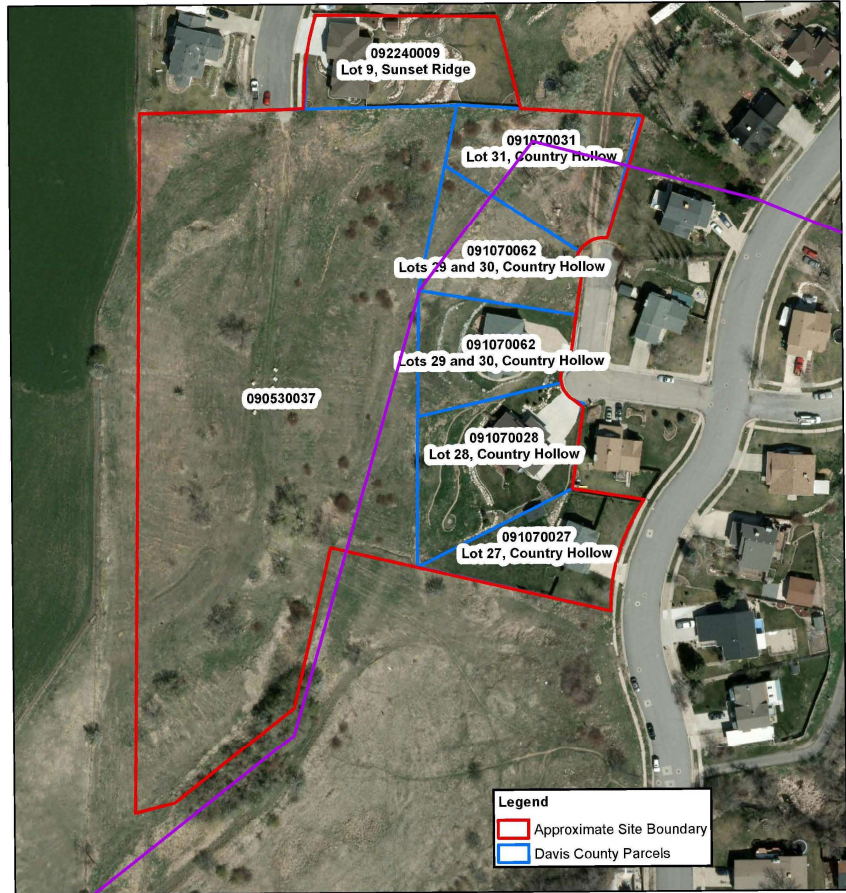 092240009
Lot 9, Sunset Ridge
091070031
Lot 31, Country Hollow
091070062
Lots 29 and 30, Country Hollow
091070062
Lots 29 and 30, Country Hollow
090530037
091070028
Lot 28, Country Hollow
091070027
Lot 27, Country Hollow
Legend
Approximate Site Boundary
Davis County Parcels